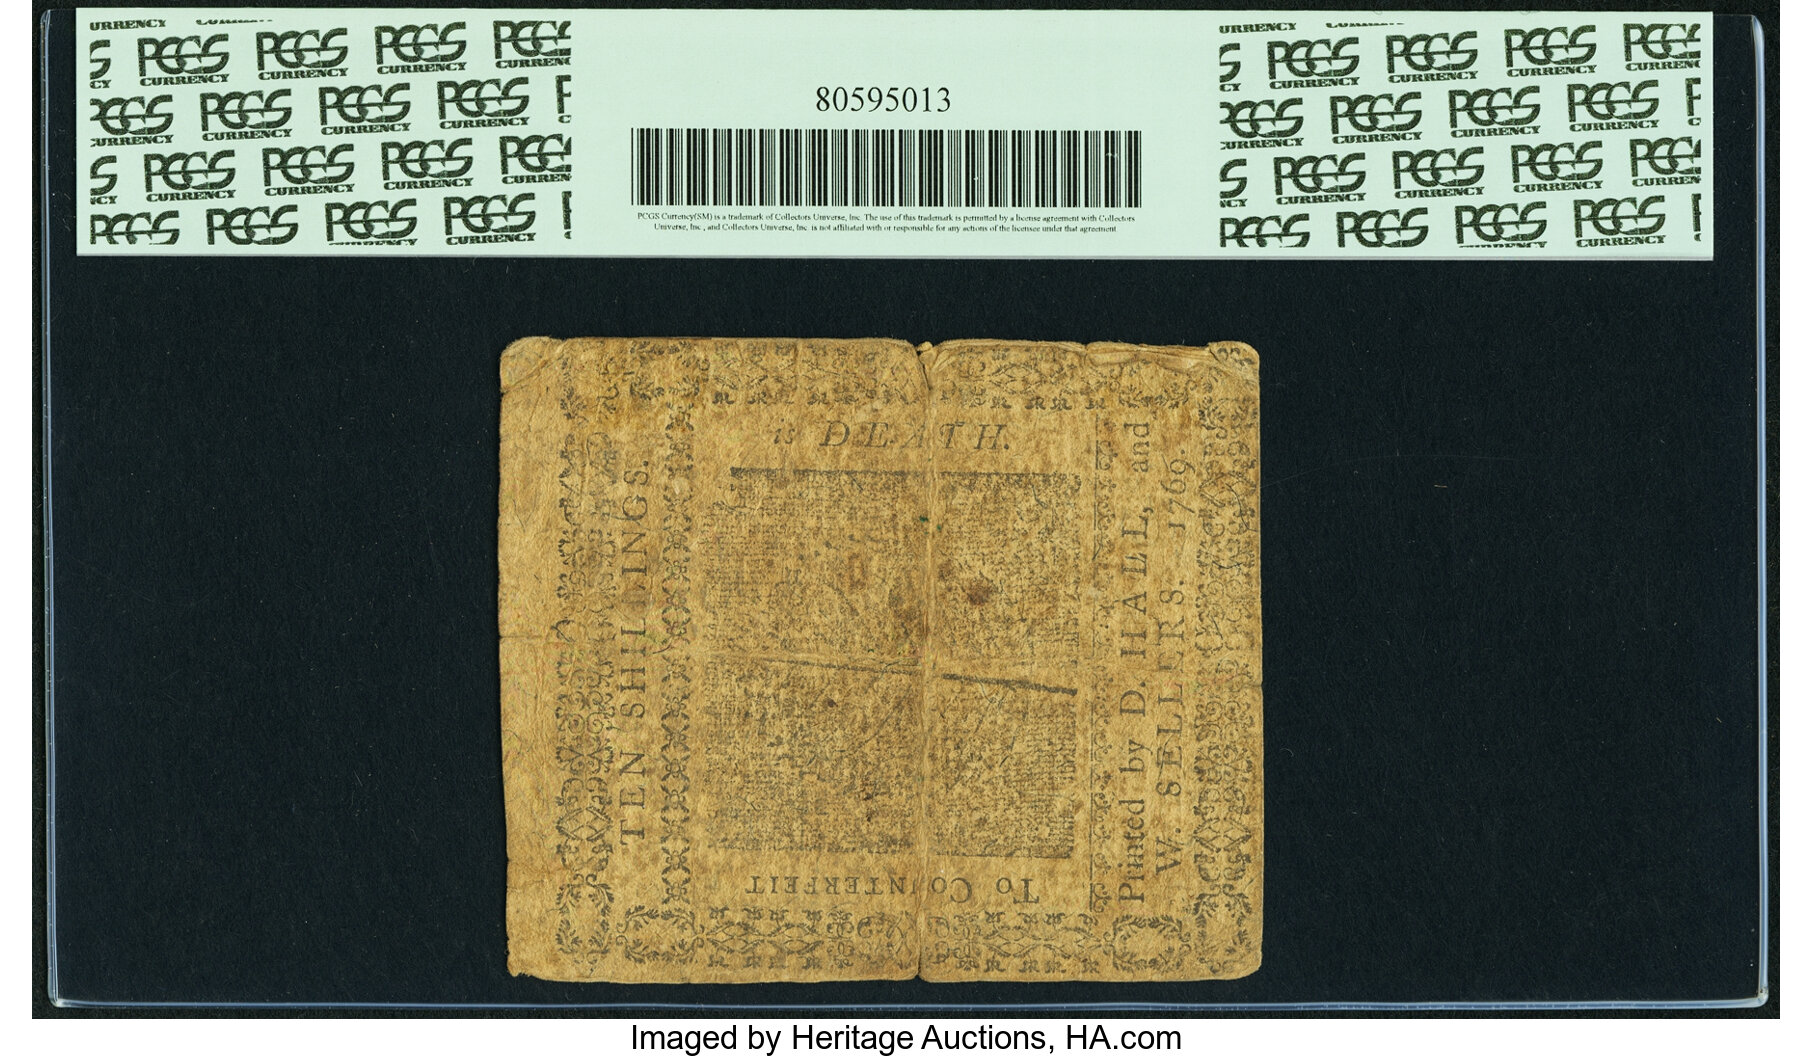 PCGS CURRENCY
80595013
PCGS Currency(SM) is a trademark of Collectors Universe, Inc. The use of this trademark is permitted by a license agreement with Collectors
Universe, Inc., and Collectors Universe, Inc. is not affiliated with or responsible for any actions of the licensee under that agreement.
is DEATH.
TEN SHILLINGS.
To COUNTERFEIT
Printed by D. HALL, and
W. SELLERS. 1769.
Imaged by Heritage Auctions, HA.com